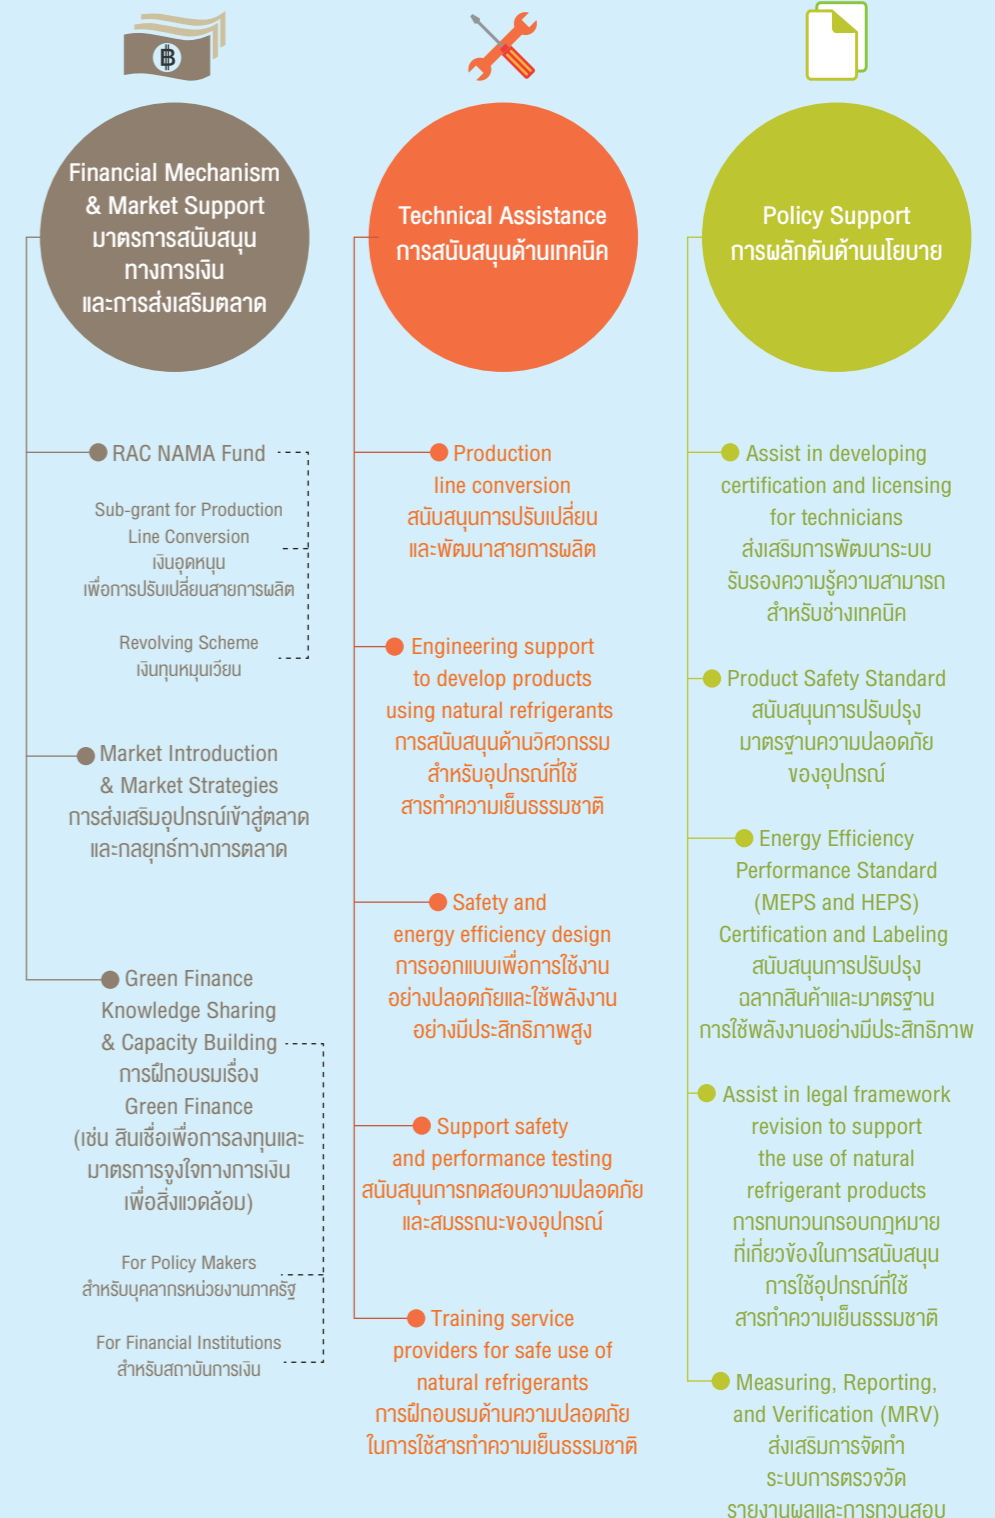 ฿
Financial Mechanism
& Market Support
มาตรการสนับสนุน
ทางการเงิน
และการส่งเสริมตลาด
RAC NAMA Fund
Sub-grant for Production
Line Conversion
เงินอุดหนุน
เพื่อการปรับเปลี่ยนสายการผลิต
Revolving Scheme
เงินทุนหมุนเวียน
Market Introduction
& Market Strategies
การส่งเสริมอุปกรณ์เข้าสู่ตลาด
และกลยุทธ์ทางการตลาด
Green Finance
Knowledge Sharing
& Capacity Building
การฝึกอบรมเรื่อง
Green Finance
(เช่น สินเชื่อเพื่อการลงทุนและ
มาตรการจูงใจทางการเงิน
เพื่อสิ่งแวดล้อม)
For Policy Makers
สำหรับบุคลากรหน่วยงานภาครัฐ
For Financial Institutions
สำหรับสถาบันการเงิน
Technical Assistance
การสนับสนุนด้านเทคนิค
Production
line conversion
สนับสนุนการปรับเปลี่ยน
และพัฒนาสายการผลิต
Engineering support
to develop products
using natural refrigerants
การสนับสนุนด้านวิศวกรรม
สำหรับอุปกรณ์ที่ใช้
สารทำความเย็นธรรมชาติ
Safety and
energy efficiency design
การออกแบบเพื่อการใช้งาน
อย่างปลอดภัยและใช้พลังงาน
อย่างมีประสิทธิภาพสูง
Support safety
and performance testing
สนับสนุนการทดสอบความปลอดภัย
และสมรรถนะของอุปกรณ์
Training service
providers for safe use of
natural refrigerants
การฝึกอบรมด้านความปลอดภัย
ในการใช้สารทำความเย็นธรรมชาติ
Policy Support
การผลักดันด้านนโยบาย
Assist in developing
certification and licensing
for technicians
ส่งเสริมการพัฒนาระบบ
รับรองความรู้ความสามารถ
สำหรับช่างเทคนิค
Product Safety Standard
สนับสนุนการปรับปรุง
มาตรฐานความปลอดภัย
ของอุปกรณ์
Energy Efficiency
Performance Standard
(MEPS and HEPS)
Certification and Labeling
สนับสนุนการปรับปรุง
ฉลากสินค้าและมาตรฐาน
การใช้พลังงานอย่างมีประสิทธิภาพ
Assist in legal framework
revision to support
the use of natural
refrigerant products
การทบทวนกรอบกฎหมาย
ที่เกี่ยวข้องในการสนับสนุน
การใช้อุปกรณ์ที่ใช้
สารทำความเย็นธรรมชาติ
Measuring, Reporting,
and Verification (MRV)
ส่งเสริมการจัดทำ
ระบบการตรวจวัด
รายงานผลและการทวนสอบ